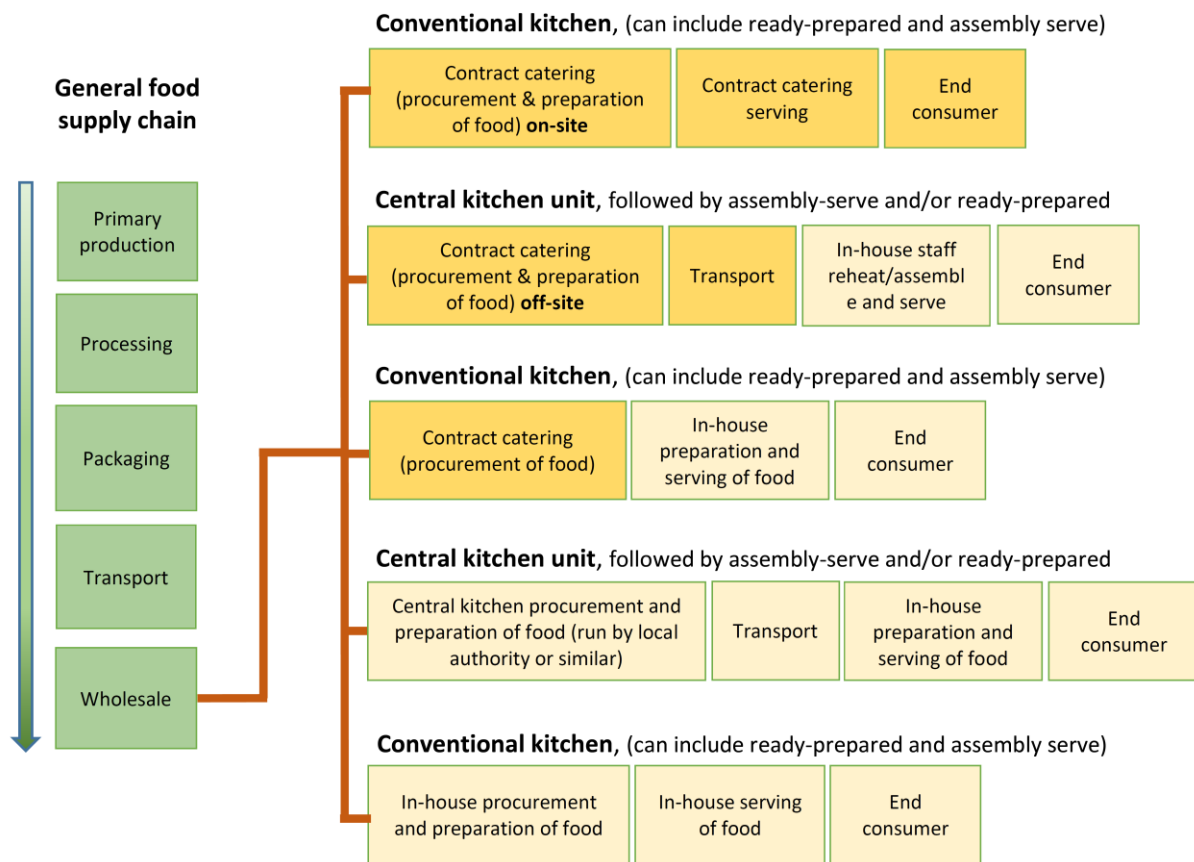 General food
supply chain
Primary
production
Processing
Packaging
Transport
Wholesale
Conventional kitchen, (can include ready-prepared and assembly serve)
Contract catering
(procurement & preparation
of food) on-site
Contract catering
serving
End
consumer
Central kitchen unit, followed by assembly-serve and/or ready-prepared
Contract catering
(procurement & preparation
of food) off-site
Transport
In-house staff
reheat/assembl
e and serve
End
consumer
Conventional kitchen, (can include ready-prepared and assembly serve)
Contract catering
(procurement of food)
In-house
preparation and
serving of food
End
consumer
Central kitchen unit, followed by assembly-serve and/or ready-prepared
Central kitchen procurement and
preparation of food (run by local
authority or similar)
Transport
In-house
preparation and
serving of food
End
consumer
Conventional kitchen, (can include ready-prepared and assembly serve)
In-house procurement
and preparation of food
In-house serving
of food
End
consumer